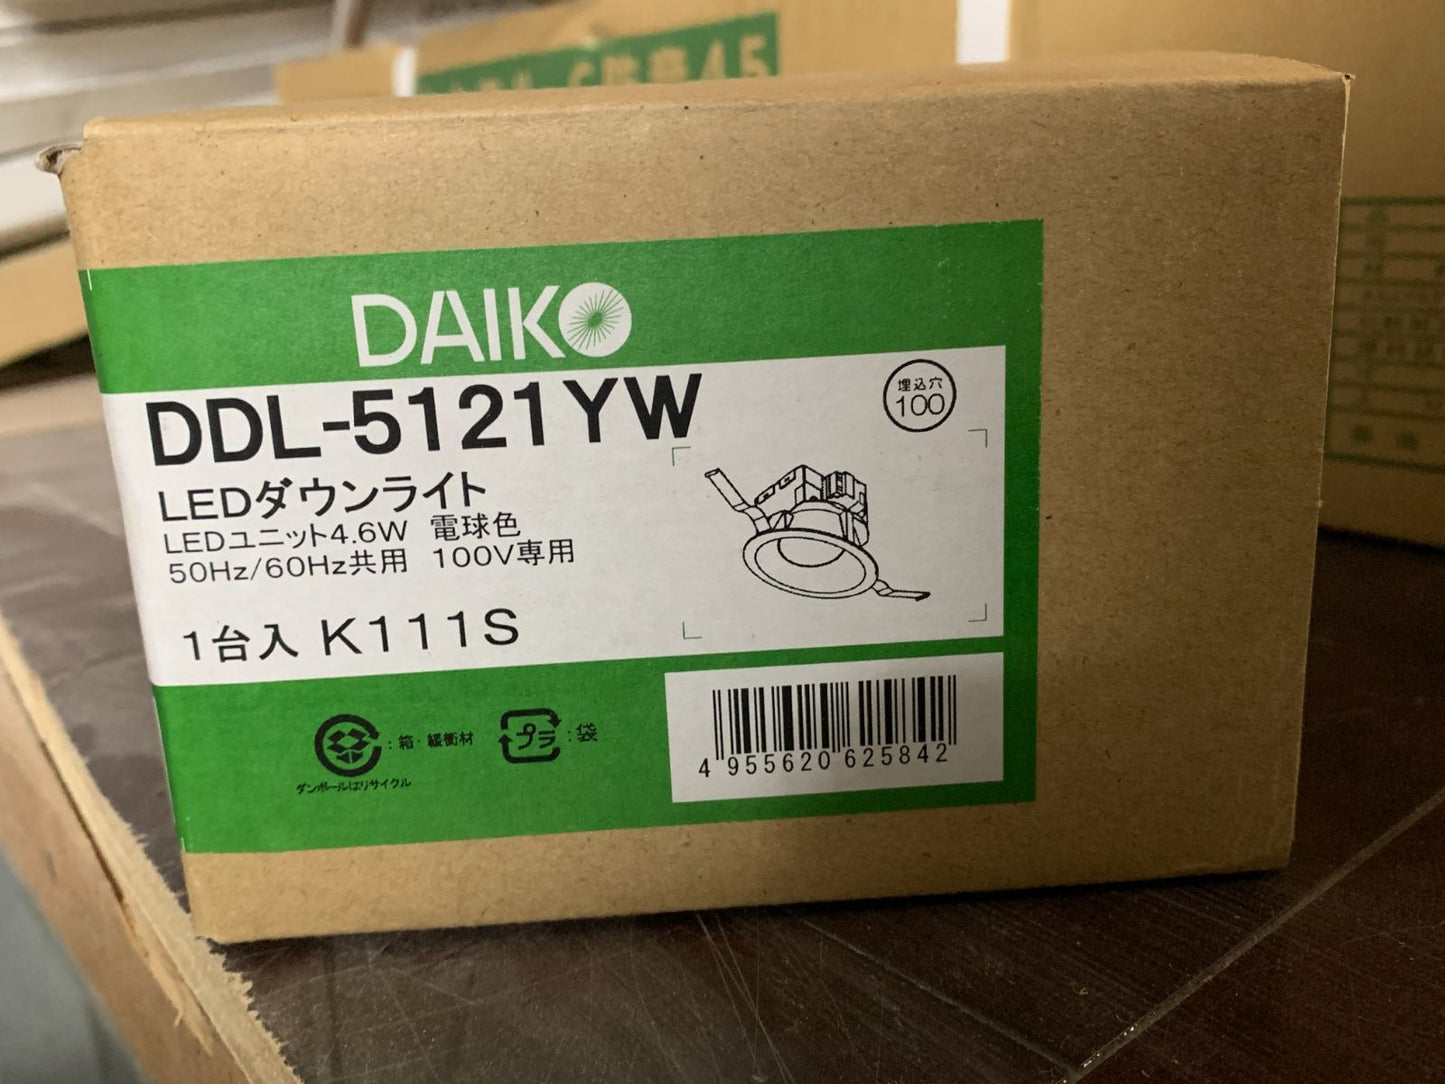 DAIKO
DDL-5121YW
埋込穴
100
LEDダウンライト
LEDユニット4.6W 電球色
50Hz/60Hz共用 100V専用
1台入 K111S
:箱・緩衝材
プラ:袋
ダンボールはリサイクル
4 955620 625842